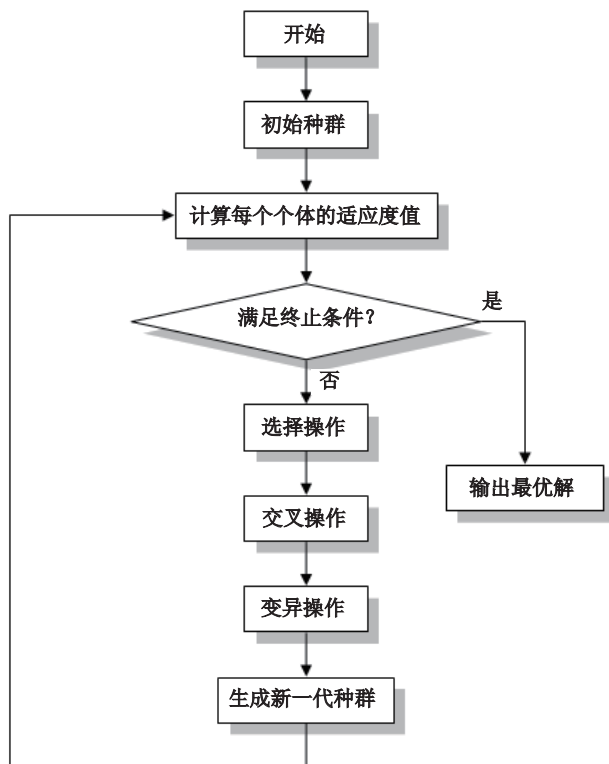 开始
初始种群
计算每个个体的适应度值
满足终止条件？
是
否
选择操作
输出最优解
交叉操作
变异操作
生成新一代种群